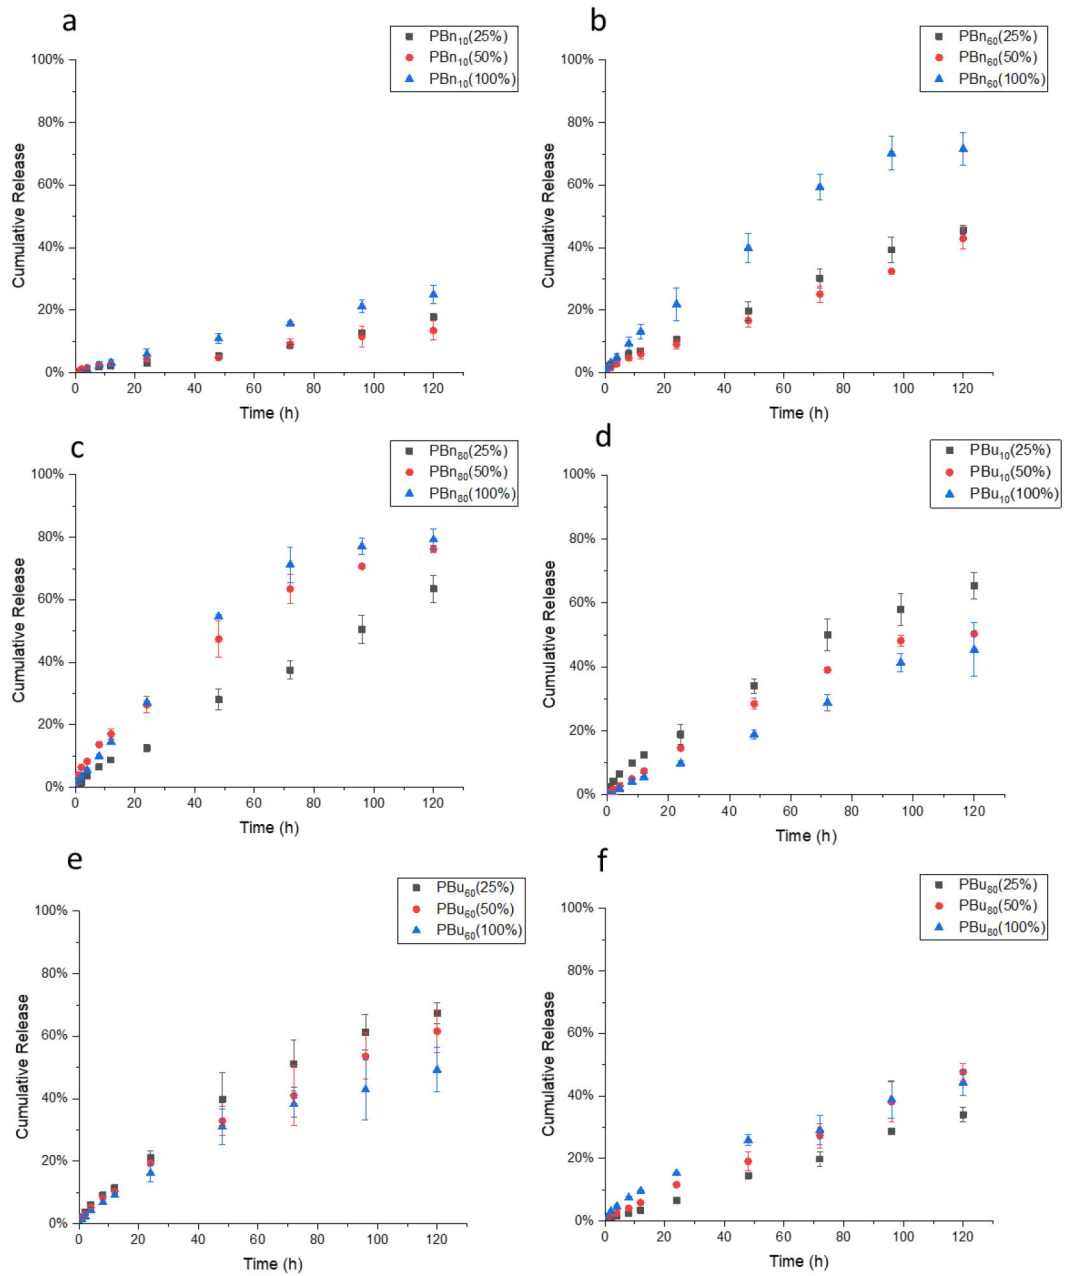 a
PBn₁₀(25%)
PBn₁₀(50%)
PBn₁₀(100%)
100%
80%
60%
40%
20%
0%
Cumulative Release
0 20 40 60 80 100 120
Time (h)
b
PBn₆₀(25%)
PBn₆₀(50%)
PBn₆₀(100%)
100%
80%
60%
40%
20%
0%
Cumulative Release
0 20 40 60 80 100 120
Time (h)
c
PBn₈₀(25%)
PBn₈₀(50%)
PBn₈₀(100%)
100%
80%
60%
40%
20%
0%
Cumulative Release
0 20 40 60 80 100 120
Time (h)
d
PBu₁₀(25%)
PBu₁₀(50%)
PBu₁₀(100%)
100%
80%
60%
40%
20%
0%
Cumulative Release
0 20 40 60 80 100 120
Time (h)
e
PBu₆₀(25%)
PBu₆₀(50%)
PBu₆₀(100%)
100%
80%
60%
40%
20%
0%
Cumulative Release
0 20 40 60 80 100 120
Time (h)
f
PBu₈₀(25%)
PBu₈₀(50%)
PBu₈₀(100%)
100%
80%
60%
40%
20%
0%
Cumulative Release
0 20 40 60 80 100 120
Time (h)